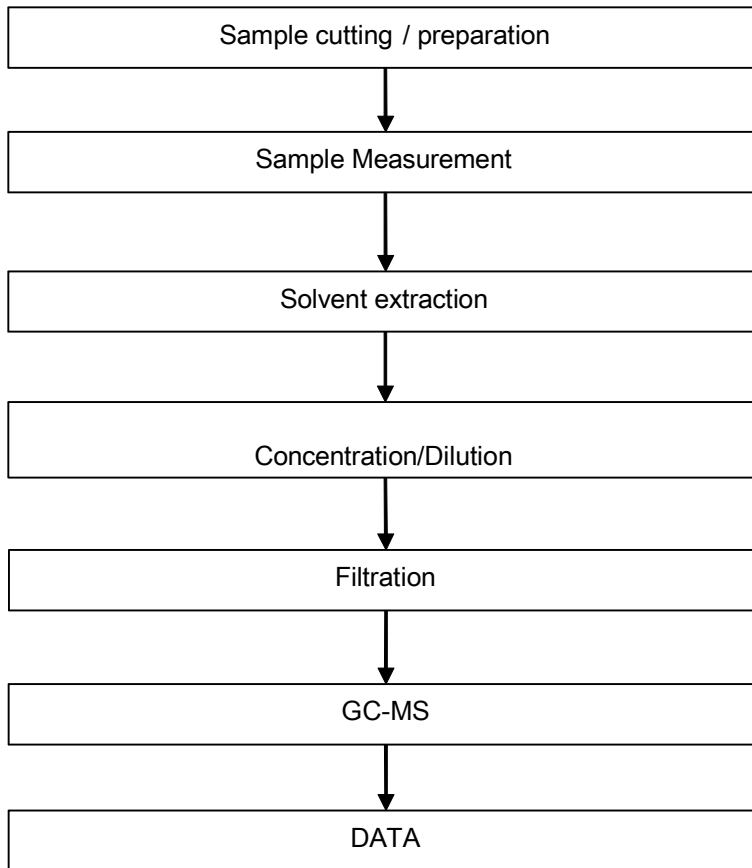 Sample cutting / preparation
Sample Measurement
Solvent extraction
Concentration/Dilution
Filtration
GC-MS
DATA